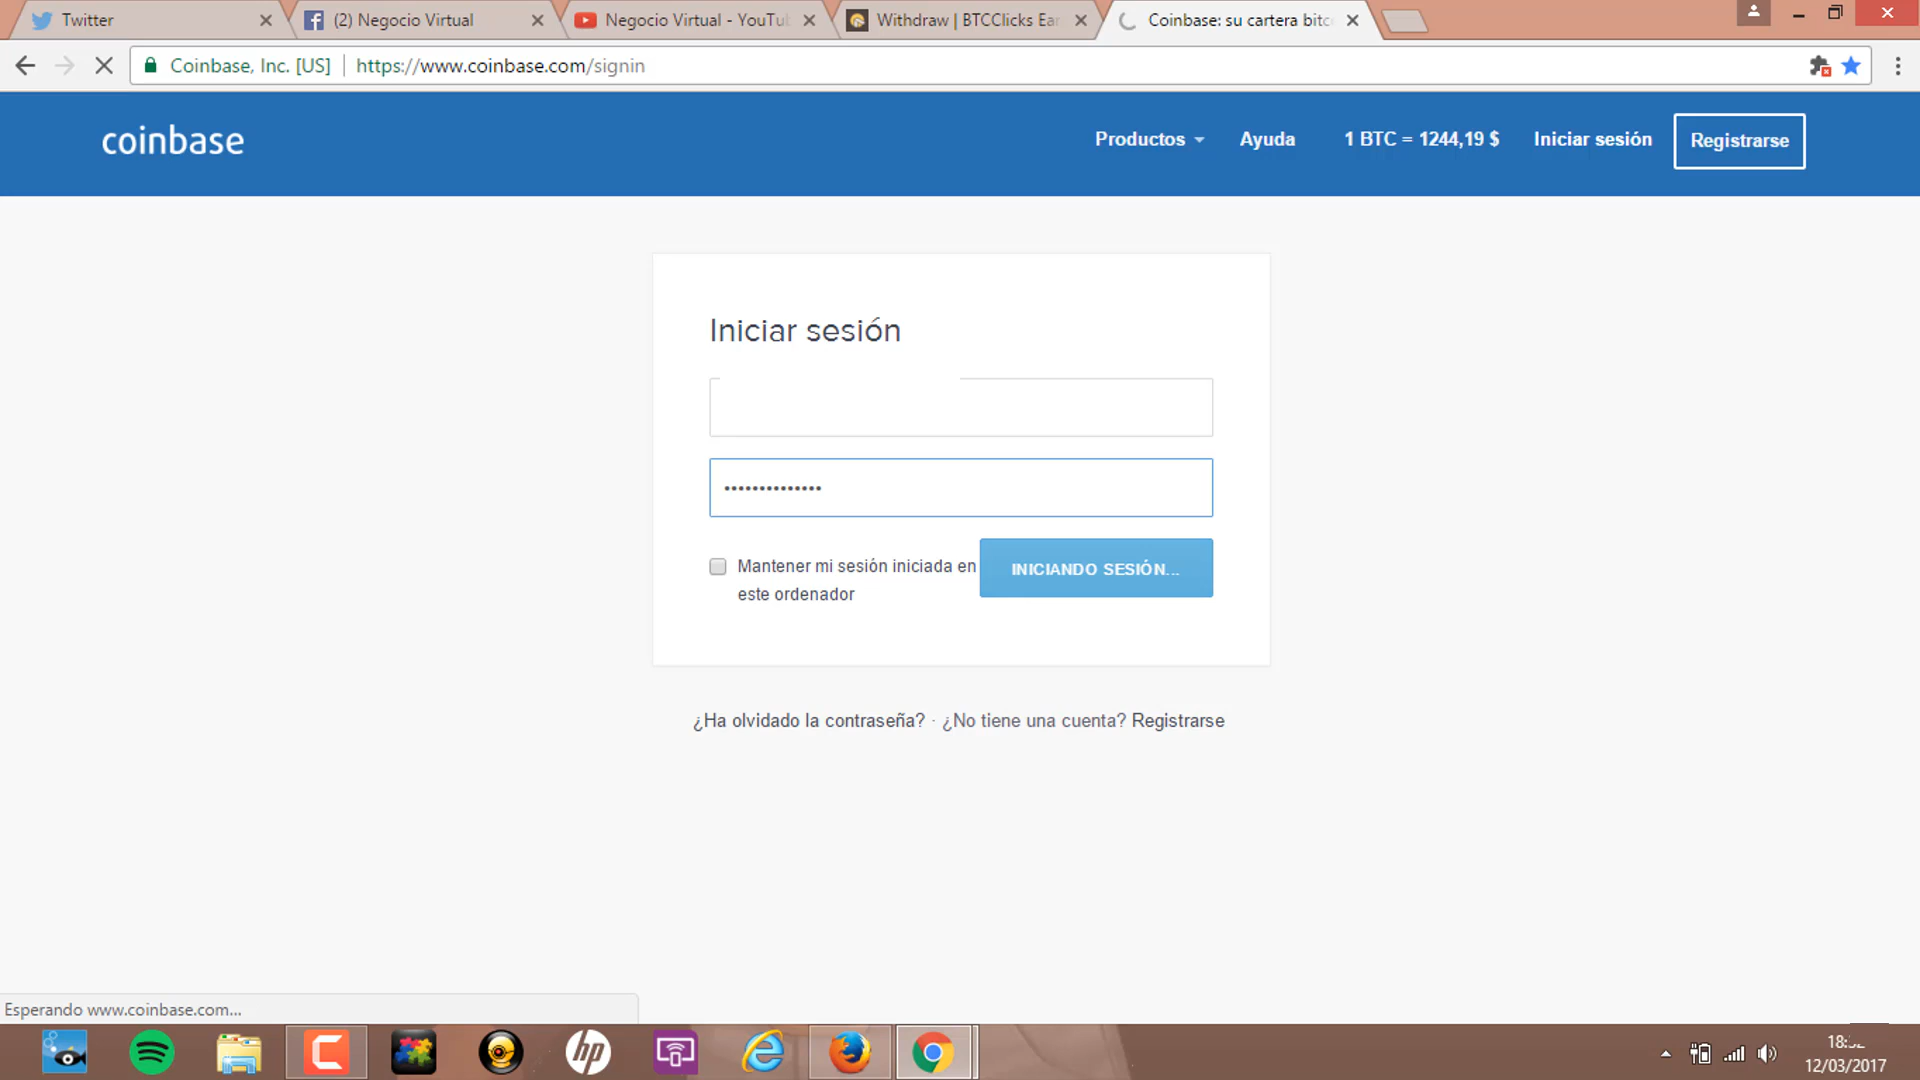 Twitter
(2) Negocio Virtual
Negocio Virtual - YouTu
Withdraw | BTCClicks Ear
Coinbase: su cartera bitc
Coinbase, Inc. [US]
https://www.coinbase.com/signin
coinbase
Productos
Ayuda
1 BTC = 1244,19 $
Iniciar sesión
Registrarse
Iniciar sesión
••••••••••••••
Mantener mi sesión iniciada en
este ordenador
INICIANDO SESIÓN...
¿Ha olvidado la contraseña? · ¿No tiene una cuenta? Registrarse
Esperando www.coinbase.com...
hp
12/03/2017